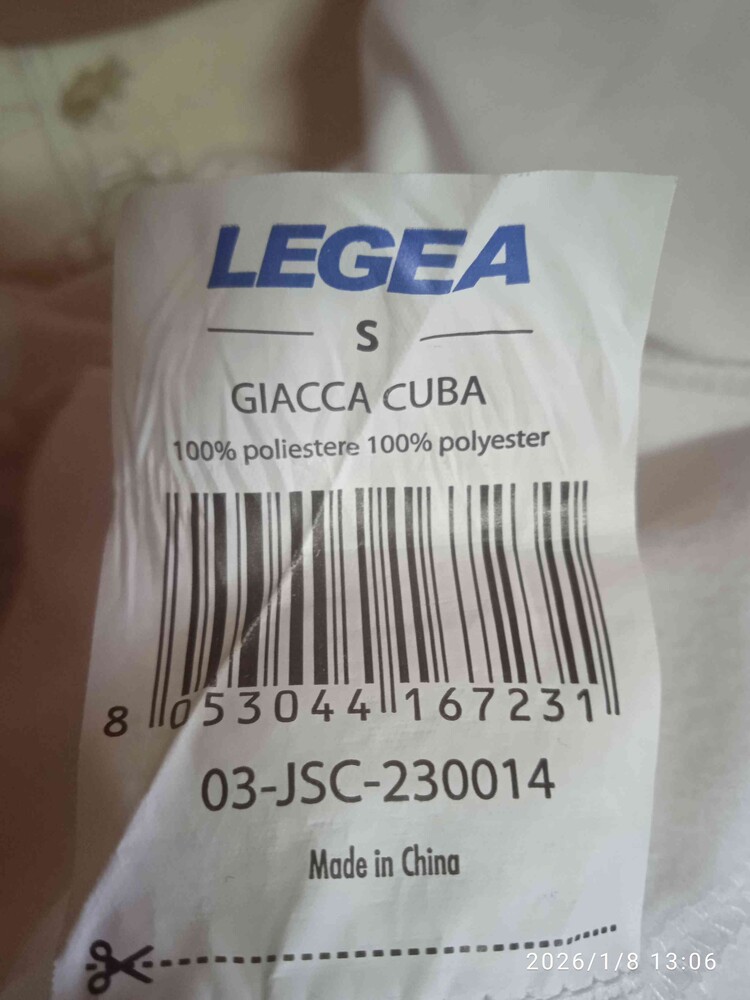 LEGEA
S
GIACCA CUBA
100% poliestere 100% polyester
8 053044 167231
03-JSC-230014
Made in China
2026/1/8 13:06